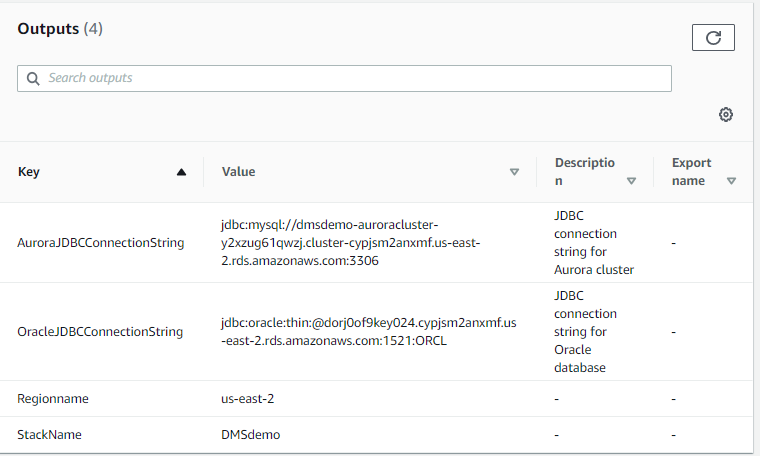 Outputs (4)
Search outputs
Key
Value
Descriptio
n
Export
name
AuroraJDBCConnectionString
jdbc:mysql://dmsdemo-auroracluster-
y2xzug61qwzj.cluster-cypjsm2anxmf.us-east-
2.rds.amazonaws.com:3306
JDBC
connection
string for
Aurora cluster
-
OracleJDBCConnectionString
jdbc:oracle:thin:@dorj0of9key024.cypjsm2anxmf.us
-east-2.rds.amazonaws.com:1521:ORCL
JDBC
connection
string for
Oracle
database
-
Regionname
us-east-2
-
-
StackName
DMSdemo
-
-